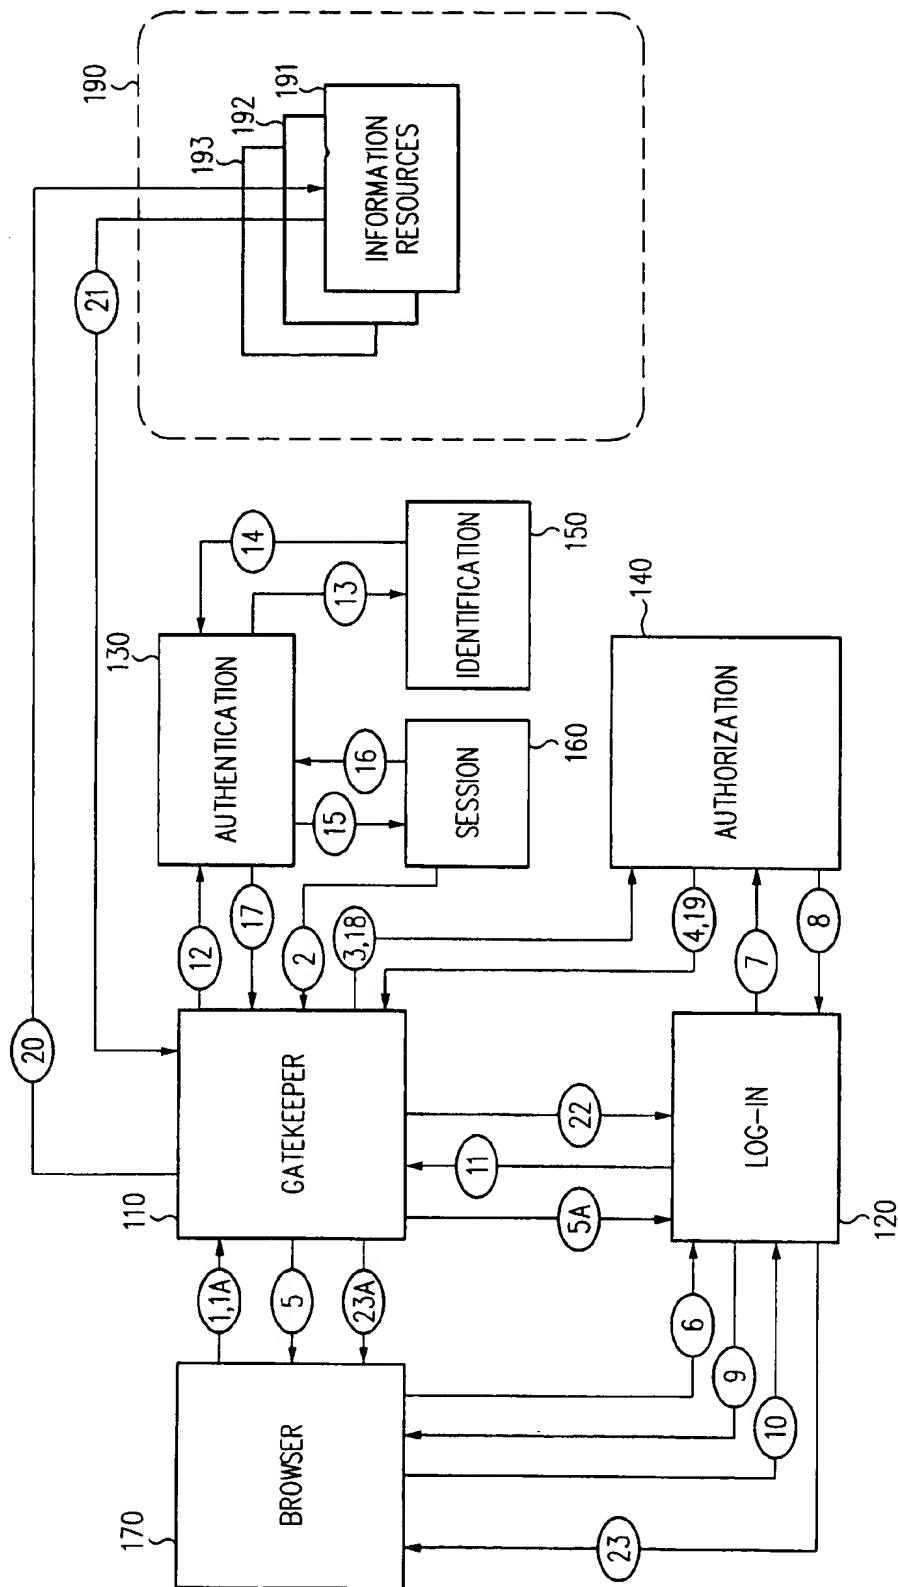 190
193
192
191
INFORMATION
RESOURCES
20
21
130
AUTHENTICATION
14
13
IDENTIFICATION
150
12
17
15
16
SESSION
160
2
3,18
4,19
140
AUTHORIZATION
7
8
110
GATEKEEPER
22
11
5A
LOG-IN
120
1,1A
5
23A
170
BROWSER
6
9
10
23